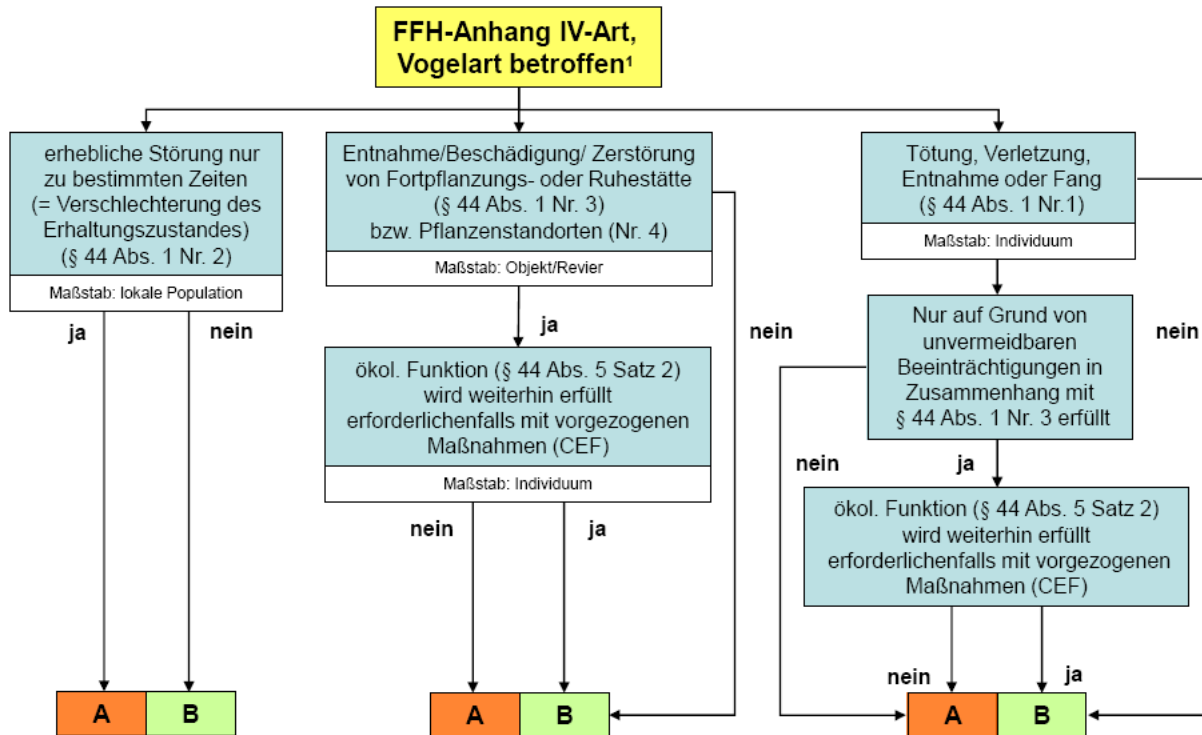 FFH-Anhang IV-Art,
Vogelart betroffen¹
erhebliche Störung nur
zu bestimmten Zeiten
(= Verschlechterung des
Erhaltungszustandes)
(§ 44 Abs. 1 Nr. 2)
Maßstab: lokale Population
ja
nein
A
B
Entnahme/Beschädigung/ Zerstörung
von Fortpflanzungs- oder Ruhestätte
(§ 44 Abs. 1 Nr. 3)
bzw. Pflanzenstandorten (Nr. 4)
Maßstab: Objekt/Revier
ja
nein
ökol. Funktion (§ 44 Abs. 5 Satz 2)
wird weiterhin erfüllt
erforderlichenfalls mit vorgezogenen
Maßnahmen (CEF)
Maßstab: Individuum
nein
ja
A
B
Tötung, Verletzung,
Entnahme oder Fang
(§ 44 Abs. 1 Nr.1)
Maßstab: Individuum
nein
Nur auf Grund von
unvermeidbaren
Beeinträchtigungen in
Zusammenhang mit
§ 44 Abs. 1 Nr. 3 erfüllt
nein
ja
ökol. Funktion (§ 44 Abs. 5 Satz 2)
wird weiterhin erfüllt
erforderlichenfalls mit vorgezogenen
Maßnahmen (CEF)
nein
ja
A
B